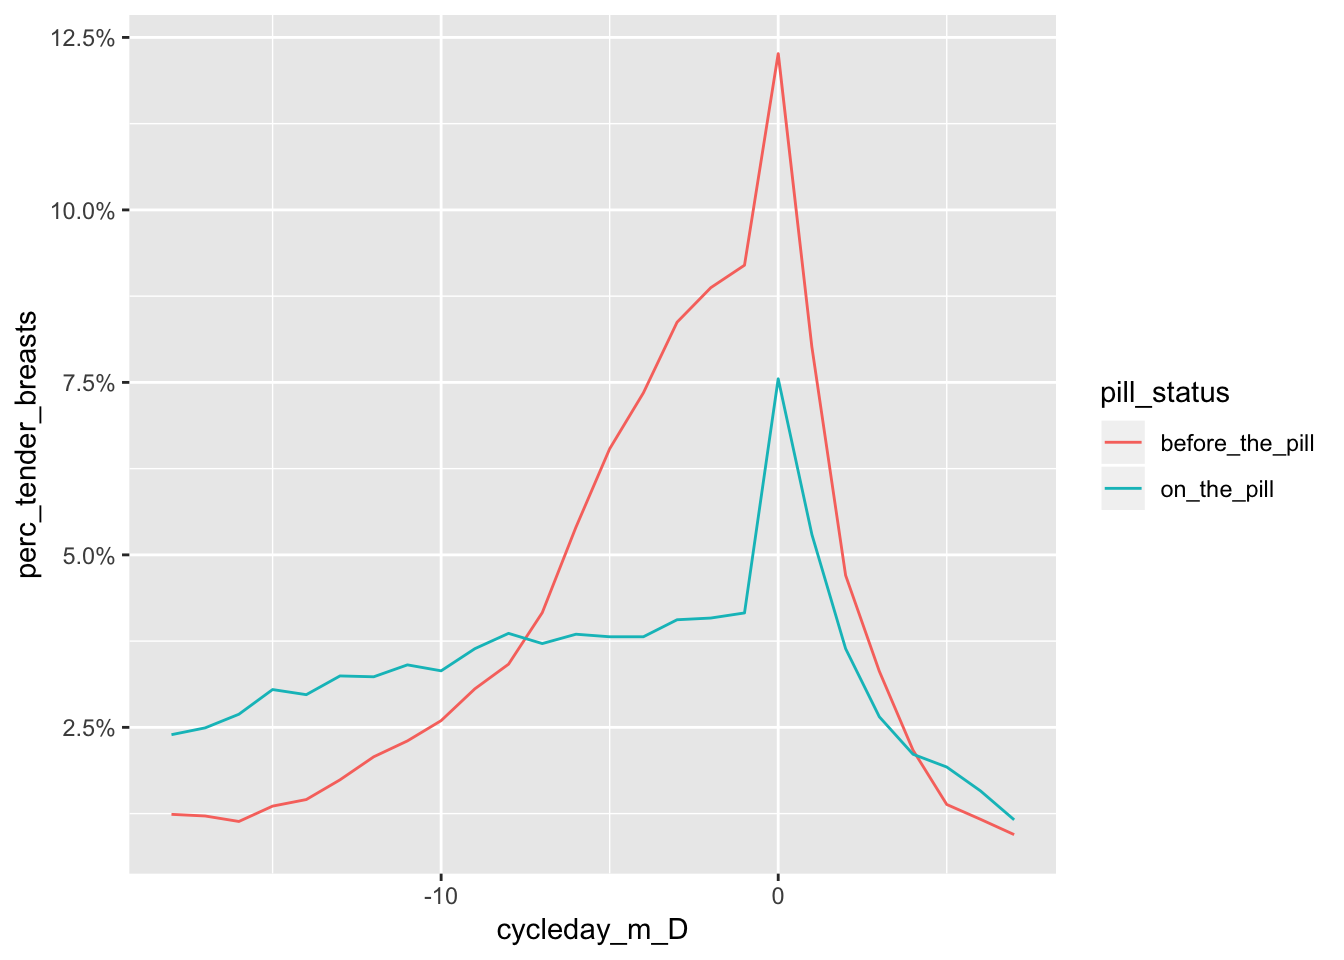 12.5%
10.0%
7.5%
5.0%
2.5%
perc_tender_breasts
-10
0
cycleday_m_D
pill_status
before_the_pill
on_the_pill